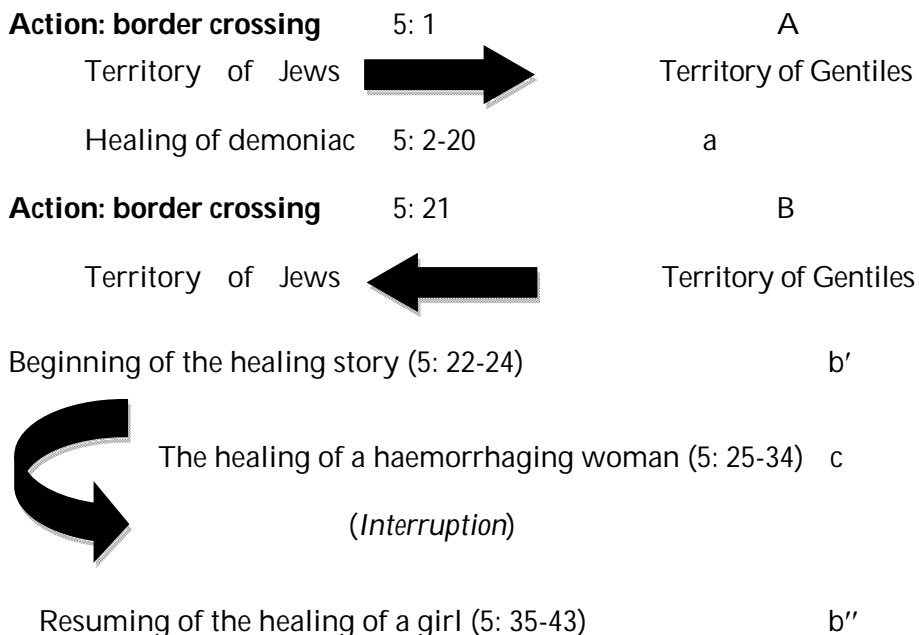 Action: border crossing 5: 1 A
Territory of Jews Territory of Gentiles
Healing of demoniac 5: 2-20 a
Action: border crossing 5: 21 B
Territory of Jews Territory of Gentiles
Beginning of the healing story (5: 22-24) b′
The healing of a haemorrhaging woman (5: 25-34) c
(Interruption)
Resuming of the healing of a girl (5: 35-43) b′′